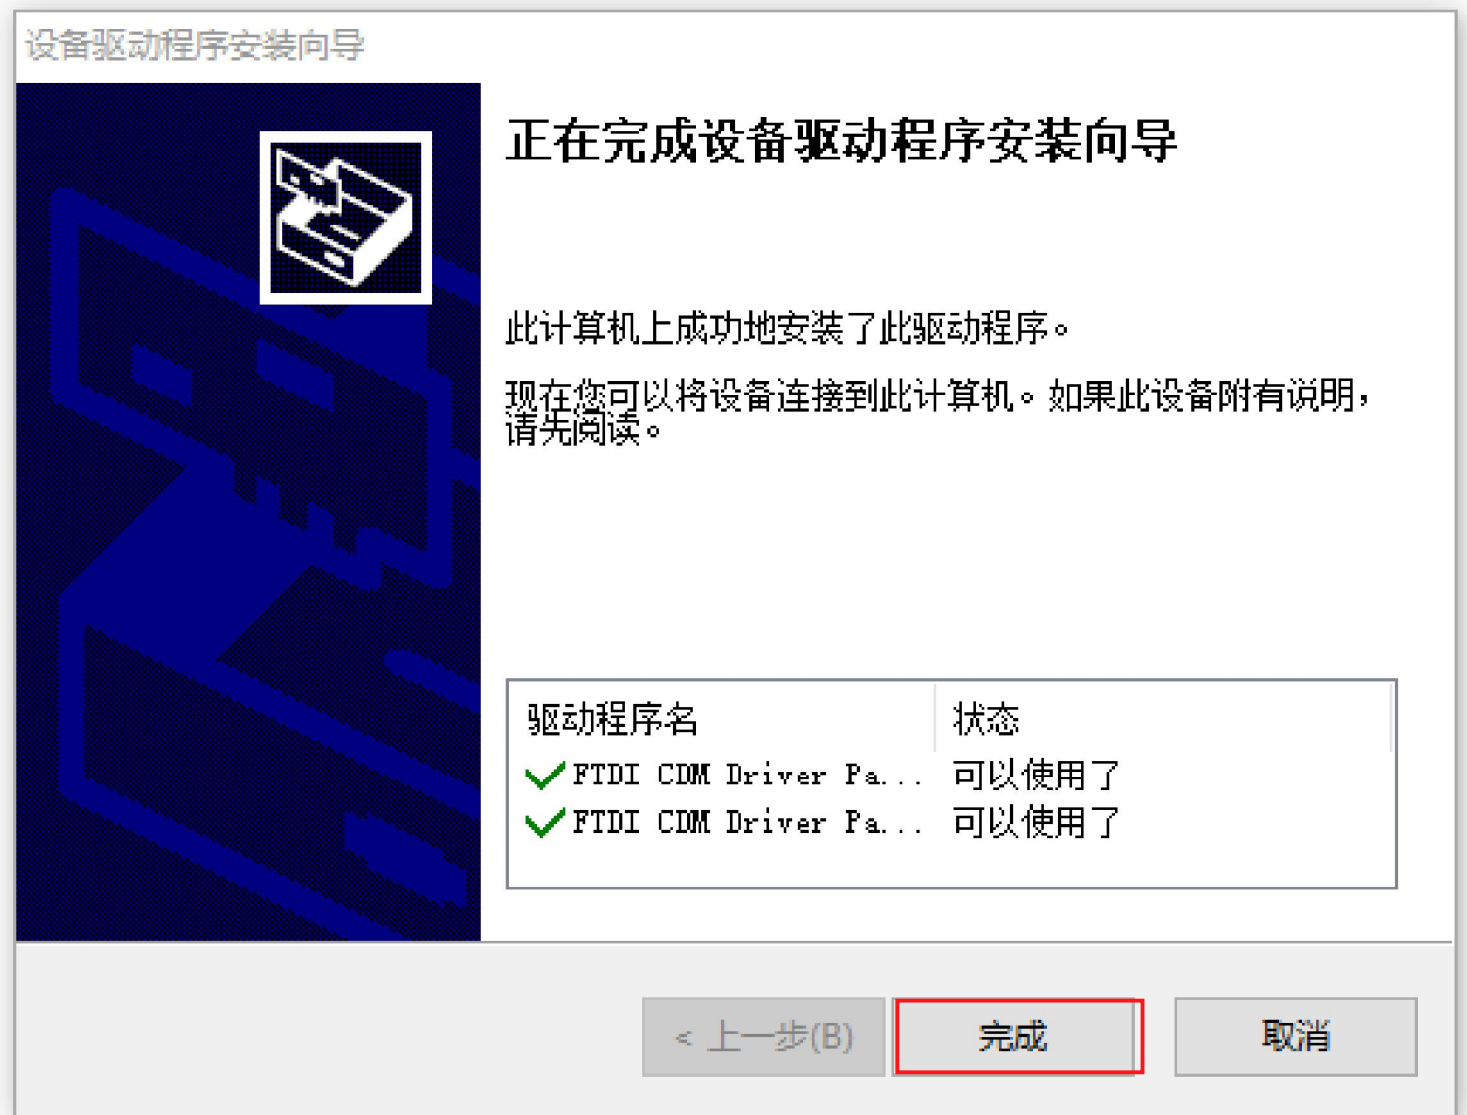 设备驱动程序安装向导
正在完成设备驱动程序安装向导
此计算机上成功地安装了此驱动程序。
现在您可以将设备连接到此计算机。如果此设备附有说明，
请先阅读。
驱动程序名 状态
FTDI CDM Driver Pa... 可以使用了
FTDI CDM Driver Pa... 可以使用了
< 上一步(B) 完成 取消